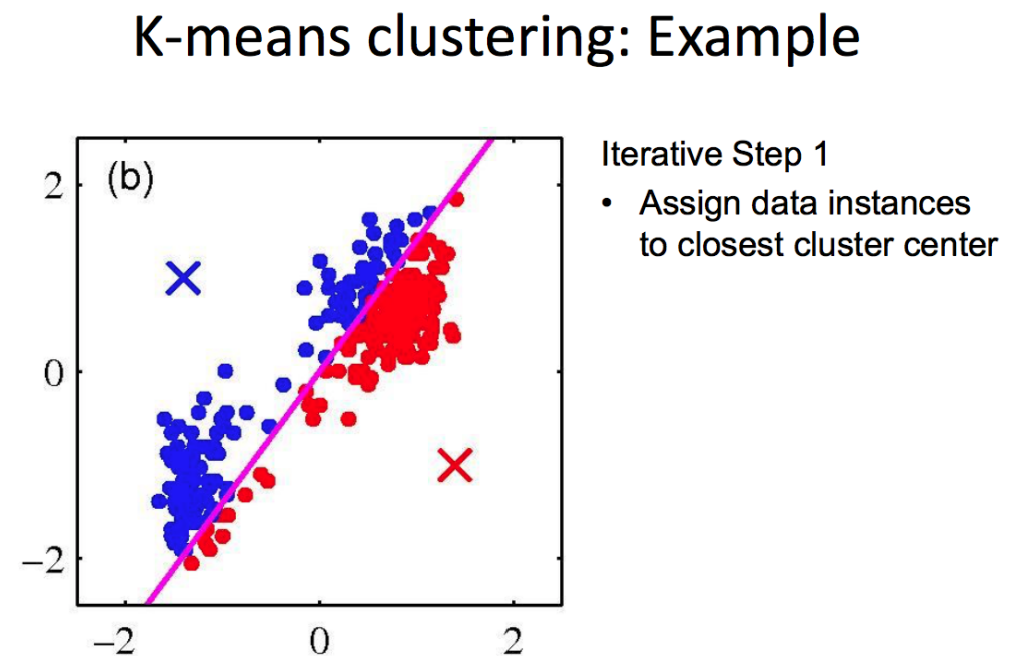 K-means clustering: Example
(b)
2
0
−2
−2 0 2
Iterative Step 1
• Assign data instances
to closest cluster center